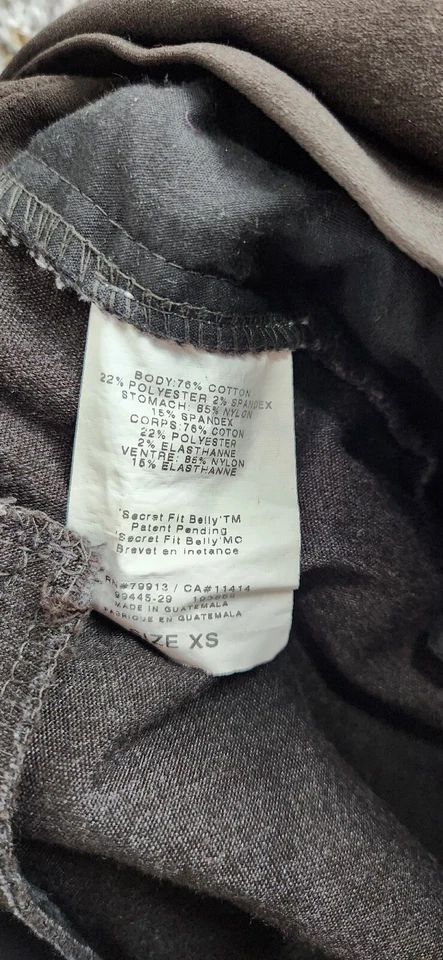 BODY:76% COTTON
22% POLYESTER 2% SPANDEX
STOMACH: 85% NYLON
15% SPANDEX
CORPS:76% COTON
22% POLYESTER
2% ELASTHANNE
VENTRE: 85% NYLON
15% ELASTHANNE
'Secret Fit Belly'TM
Patent Pending
'Secret Fit Belly'MC
Brevet en instance
RN#79913 / CA#11414
99445-29
MADE IN GUATEMALA
FABRIQUE EN GUATEMALA
SIZE XS